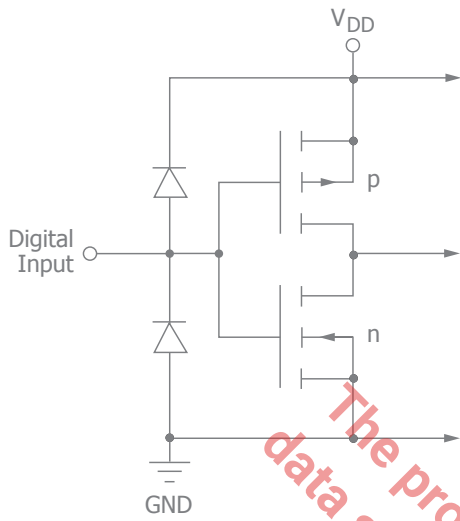 VDD
p
Digital
Input
n
GND
The pro
data s